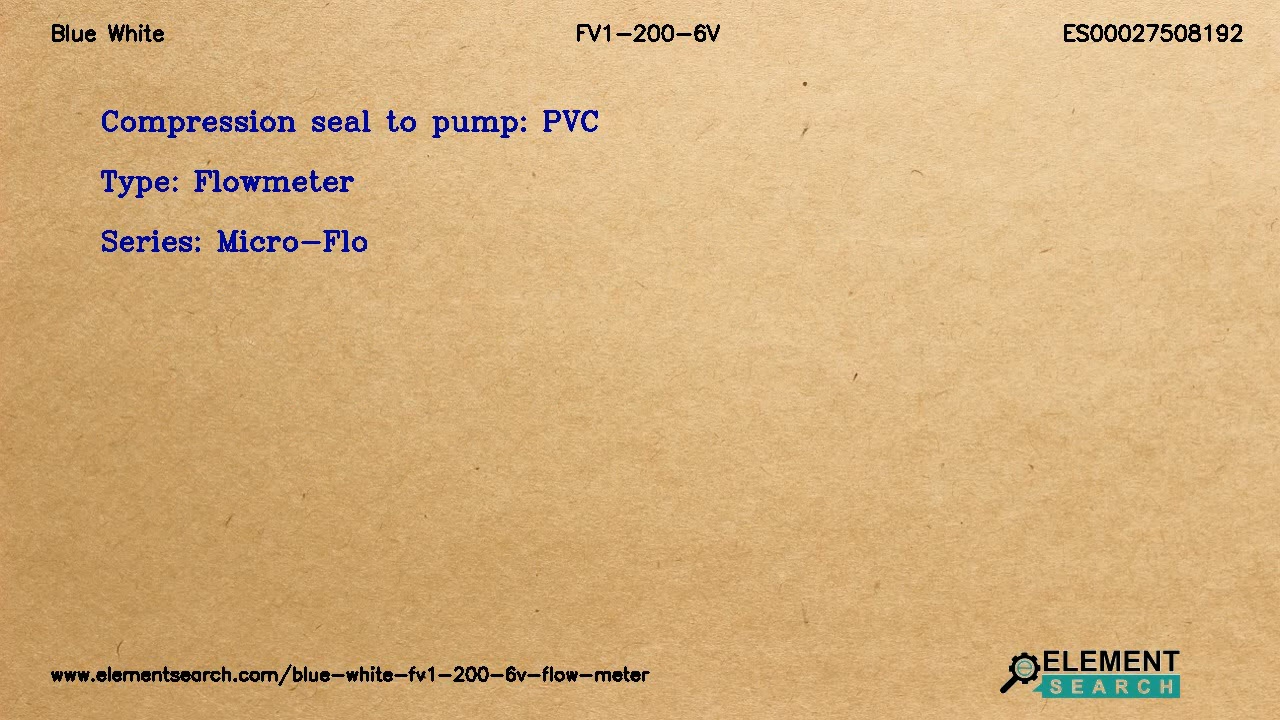 Blue White FV1-200-6V ES00027508192
Compression seal to pump: PVC
Type: Flowmeter
Series: Micro-Flo
www.elementsearch.com/blue-white-fv1-200-6v-flow-meter
ELEMENT
SEARCH